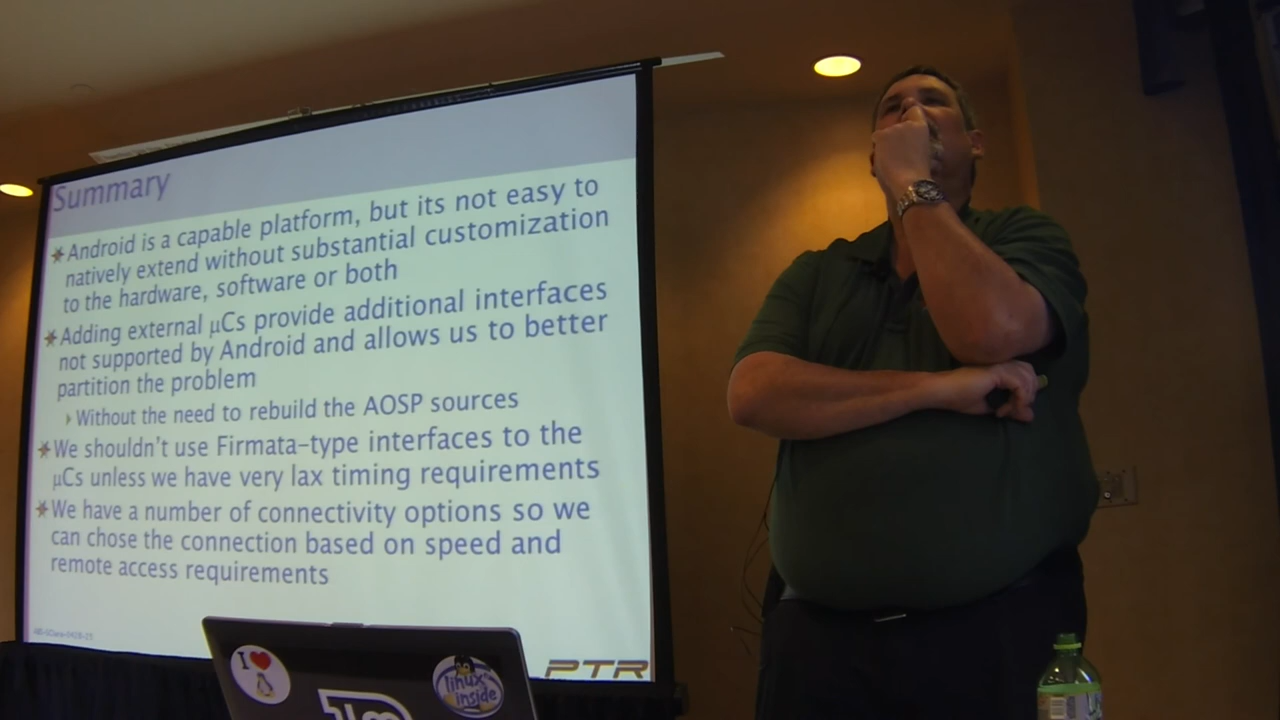 Summary
Android is a capable platform, but its not easy to
natively extend without substantial customization
to the hardware, software or both
Adding external µCs provide additional interfaces
not supported by Android and allows us to better
partition the problem
Without the need to rebuild the AOSP sources
We shouldn't use Firmata-type interfaces to the
µCs unless we have very lax timing requirements
We have a number of connectivity options so we
can chose the connection based on speed and
remote access requirements
PTR
I
linux
inside